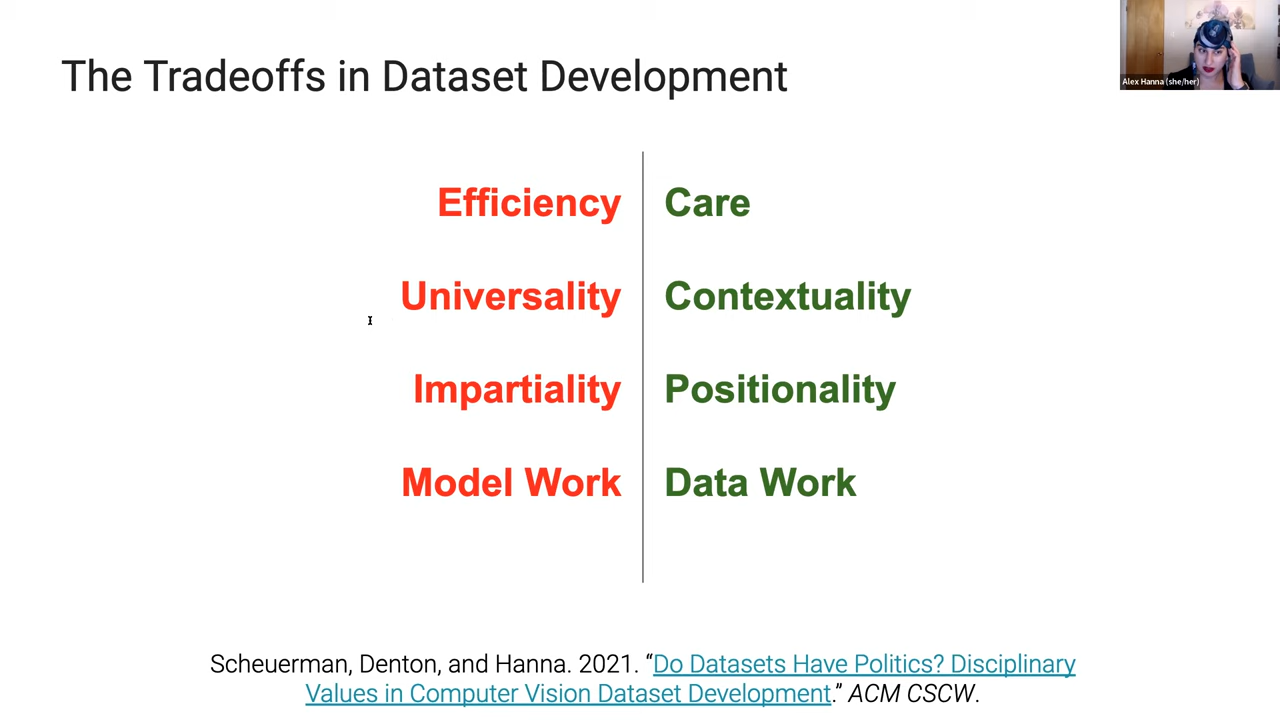 The Tradeoffs in Dataset Development
Alex Hanna (she/her)
Efficiency
Care
Universality
Contextuality
Impartiality
Positionality
Model Work
Data Work
Scheuerman, Denton, and Hanna. 2021. “Do Datasets Have Politics? Disciplinary
Values in Computer Vision Dataset Development.” ACM CSCW.